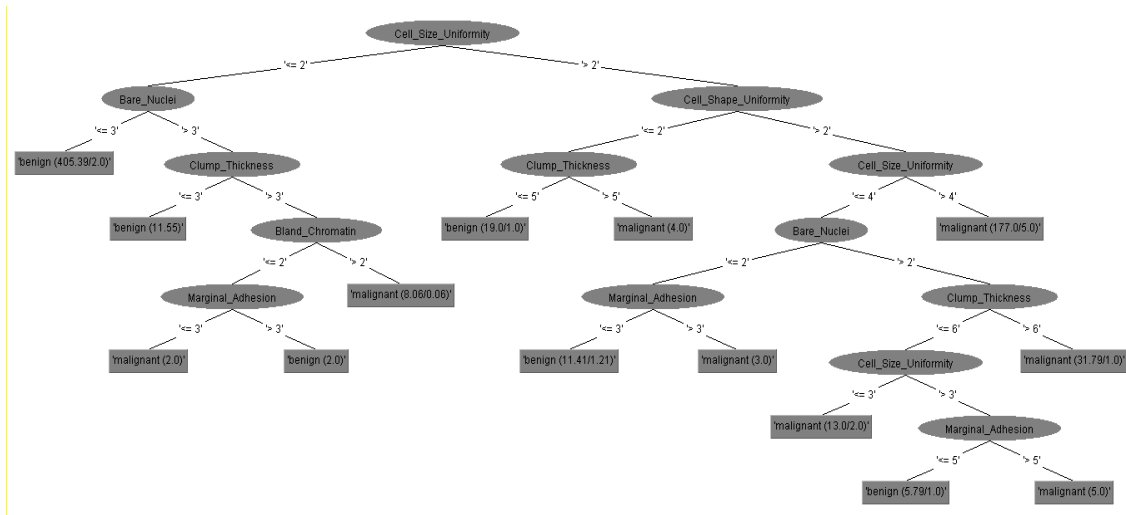 Cell_Size_Uniformity
'<= 2'
'> 2'
Bare_Nuclei
Cell_Shape_Uniformity
'<= 3'
'> 3'
'<= 2'
'> 2'
'benign (405.39/2.0)'
Clump_Thickness
Clump_Thickness
Cell_Size_Uniformity
'<= 3'
'> 3'
'<= 5'
'> 5'
'<= 4'
'> 4'
'benign (11.55)'
Bland_Chromatin
'benign (19.0/1.0)'
'malignant (4.0)'
Bare_Nuclei
'malignant (177.0/5.0)'
'<= 2'
'> 2'
'<= 2'
'> 2'
Marginal_Adhesion
'malignant (8.06/0.06)'
Marginal_Adhesion
Clump_Thickness
'<= 3'
'> 3'
'<= 3'
'> 3'
'<= 6'
'> 6'
'malignant (2.0)'
'benign (2.0)'
'benign (11.41/1.21)'
'malignant (3.0)'
Cell_Size_Uniformity
'malignant (31.79/1.0)'
'<= 3'
'> 3'
'malignant (13.0/2.0)'
Marginal_Adhesion
'<= 5'
'> 5'
'benign (5.79/1.0)'
'malignant (5.0)'